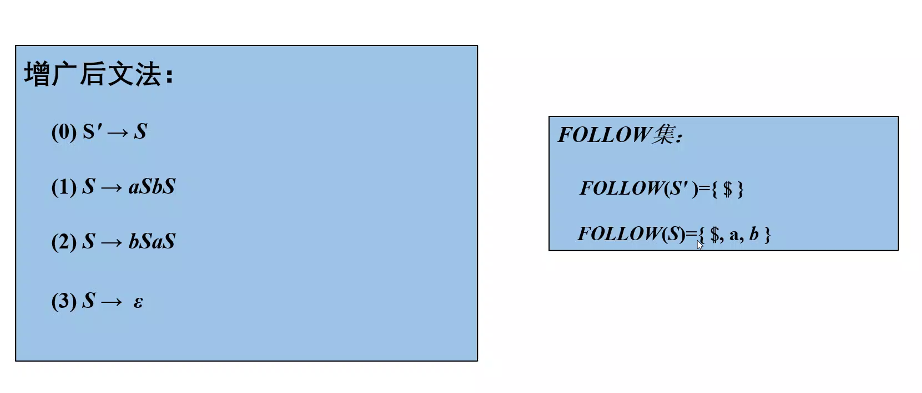 增广后文法：
(0) S′ → S
(1) S → aSbS
(2) S → bSaS
(3) S → ε
FOLLOW集：
FOLLOW(S′ )={ $ }
FOLLOW(S)={ $, a, b }